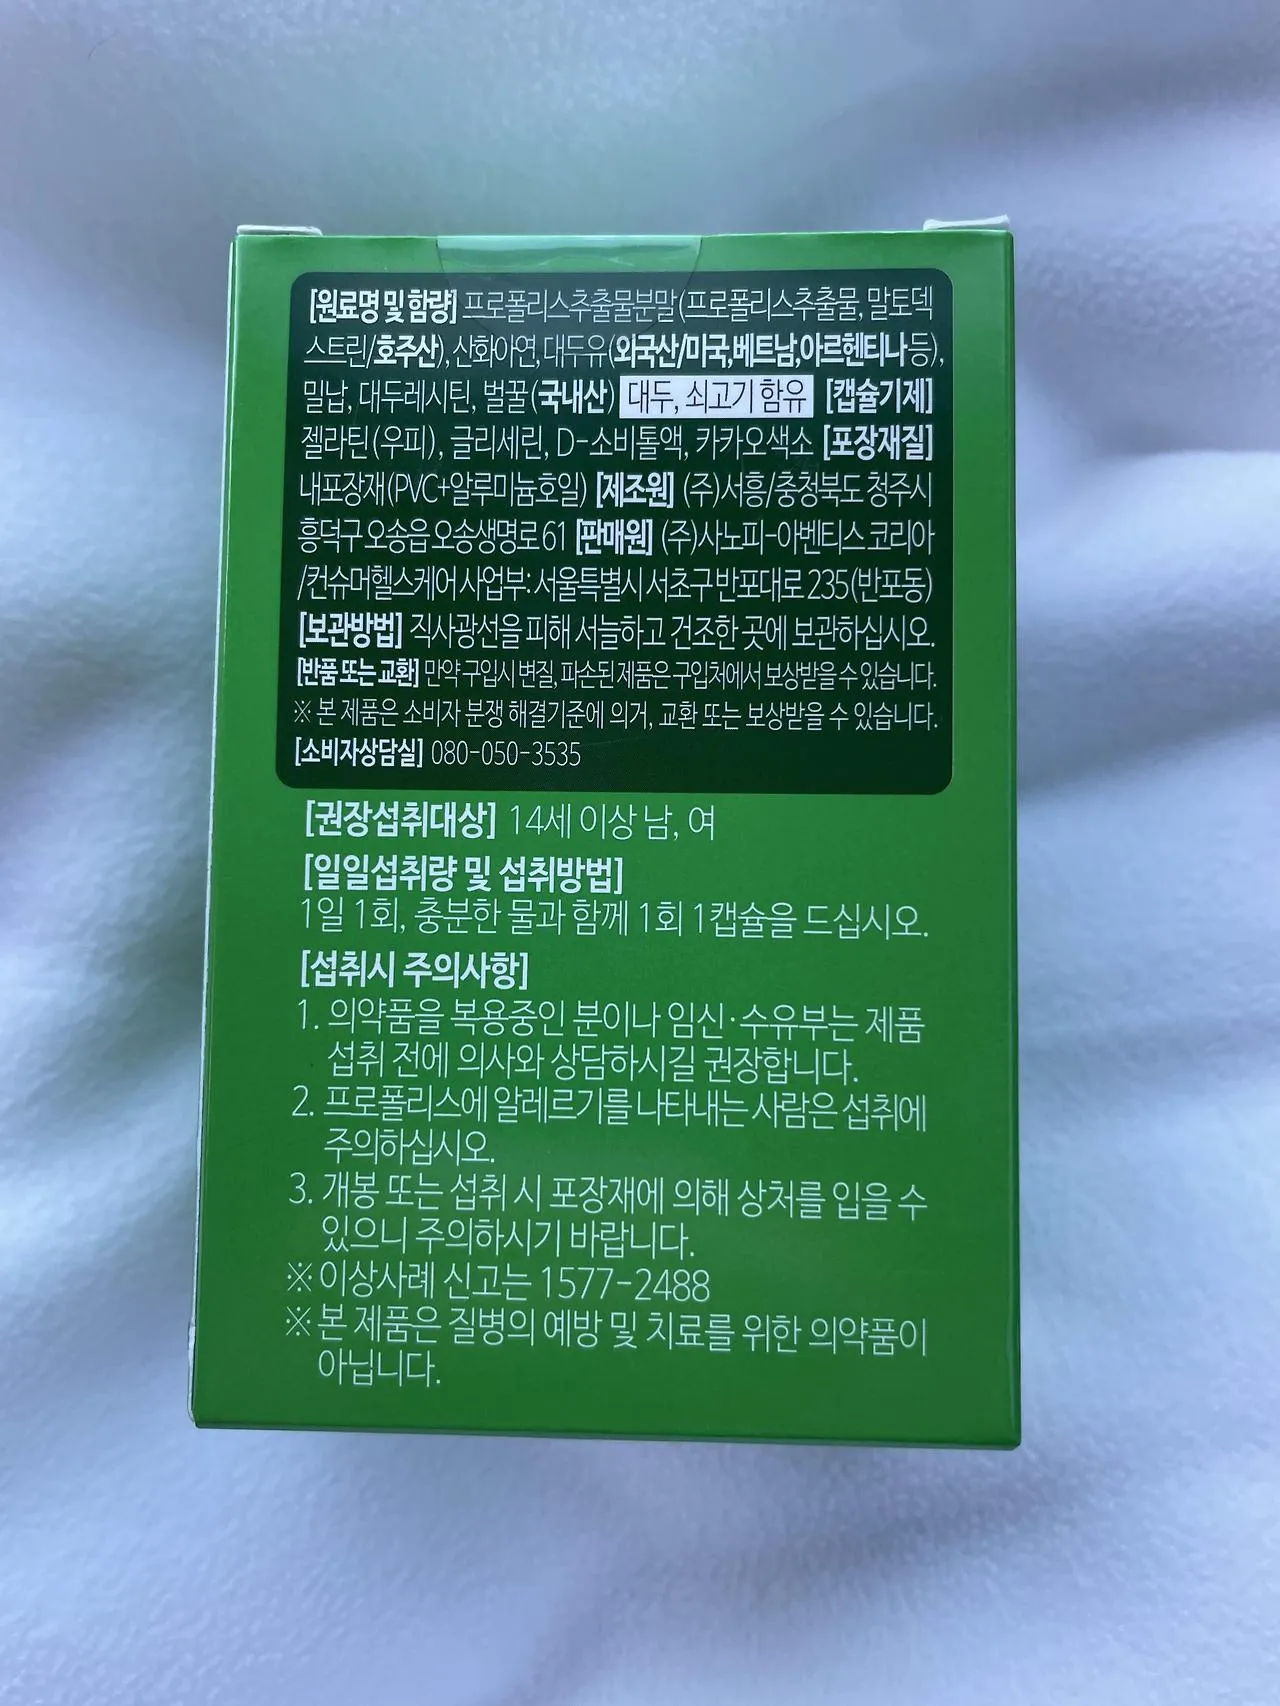 [원료명 및 함량] 프로폴리스추출물분말(프로폴리스추출물, 말토덱
스트린/호주산), 산화아연, 대두유(외국산/미국,베트남,아르헨티나 등),
밀납, 대두레시틴, 벌꿀(국내산) 대두, 쇠고기 함유 [캡슐기제]
젤라틴(우피), 글리세린, D-소비톨액, 카카오색소 [포장재질]
내포장재(PVC+알루미늄호일) [제조원] (주)서흥/충청북도 청주시
흥덕구 오송읍 오송생명로 61 [판매원] (주)사노피-아벤티스 코리아
/컨슈머헬스케어 사업부: 서울특별시 서초구 반포대로 235(반포동)
[보관방법] 직사광선을 피해 서늘하고 건조한 곳에 보관하십시오.
[반품 또는 교환] 만약 구입시 변질, 파손된 제품은 구입처에서 보상받을 수 있습니다.
※ 본 제품은 소비자 분쟁 해결기준에 의거, 교환 또는 보상받을 수 있습니다.
[소비자상담실] 080-050-3535
[권장섭취대상] 14세 이상 남, 여
[일일섭취량 및 섭취방법]
1일 1회, 충분한 물과 함께 1회 1캡슐을 드십시오.
[섭취시 주의사항]
1. 의약품을 복용중인 분이나 임신·수유부는 제품
섭취 전에 의사와 상담하시길 권장합니다.
2. 프로폴리스에 알레르기를 나타내는 사람은 섭취에
주의하십시오.
3. 개봉 또는 섭취 시 포장재에 의해 상처를 입을 수
있으니 주의하시기 바랍니다.
※ 이상사례 신고는 1577-2488
※ 본 제품은 질병의 예방 및 치료를 위한 의약품이
아닙니다.